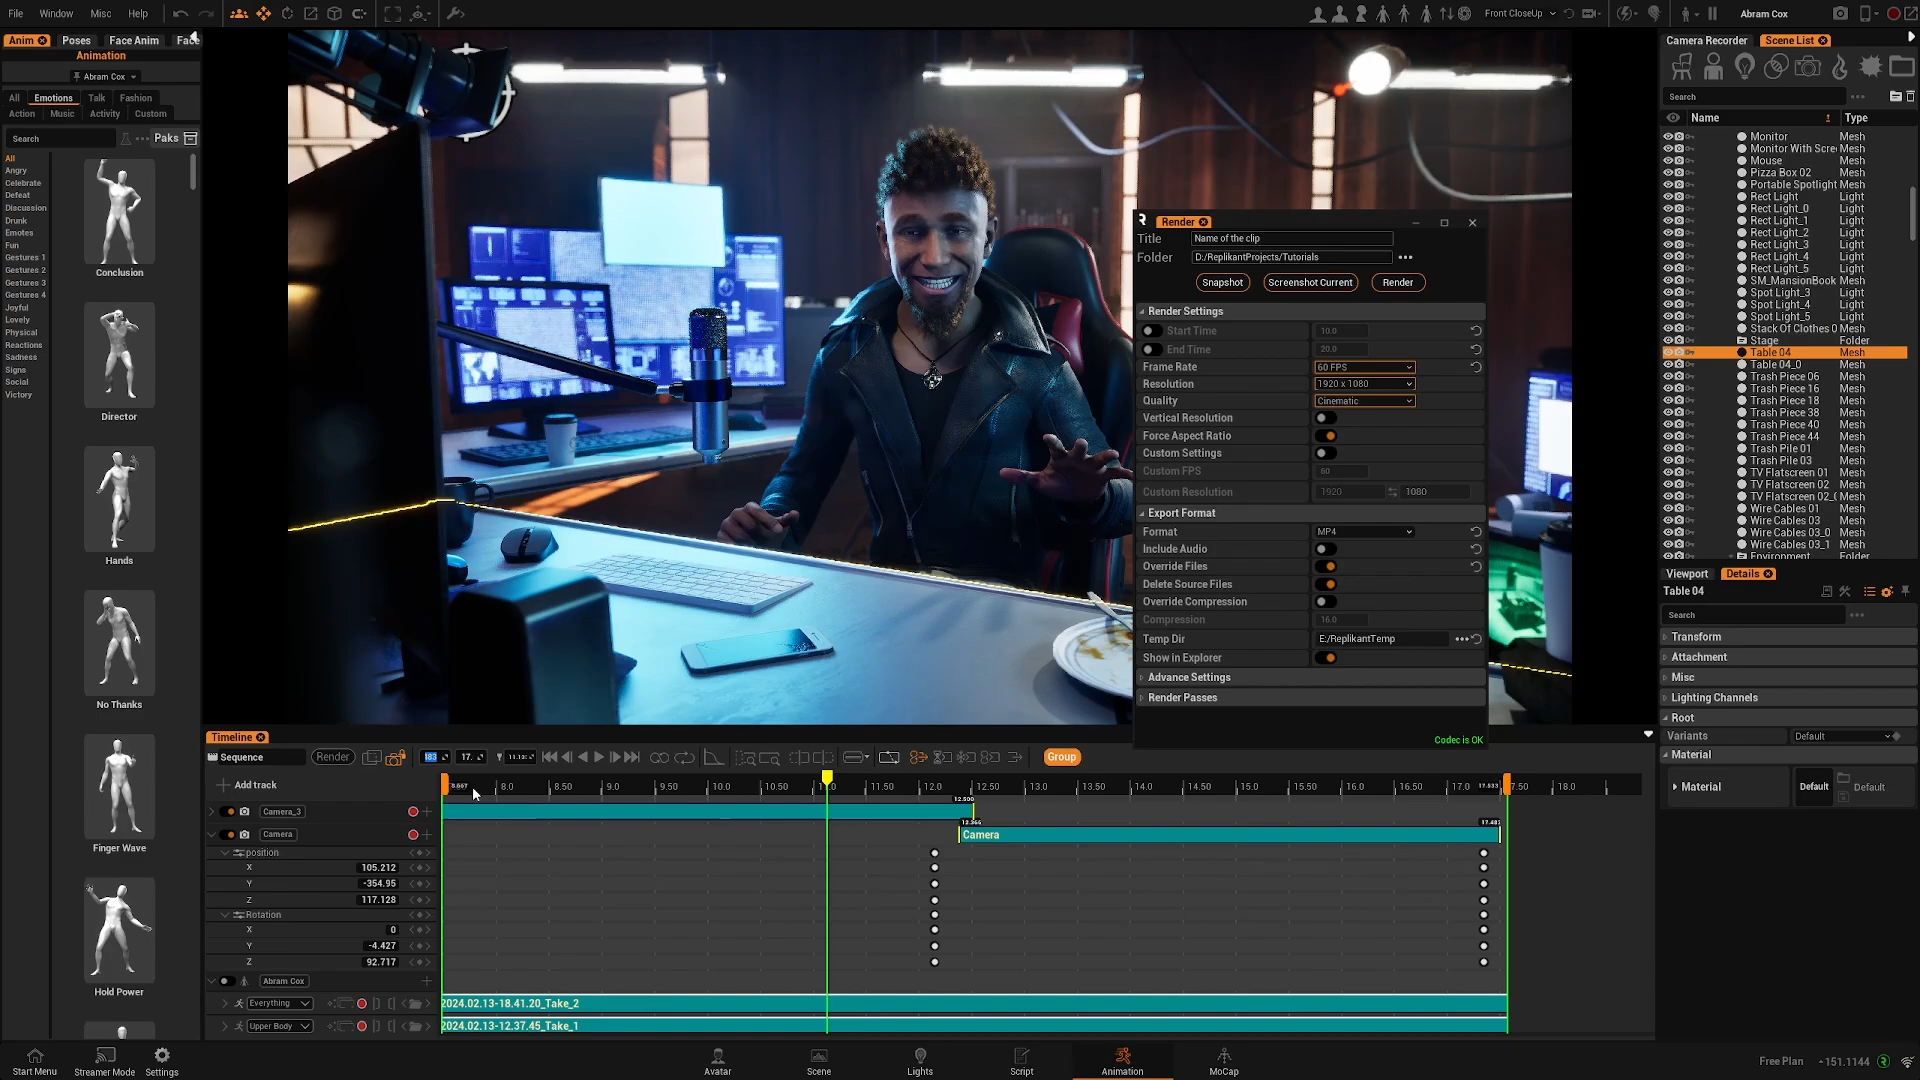 File Window Misc Help
Front CloseUp
Abram Cox
Anim Poses Face Anim Face
Animation
Abram Cox
All Emotions Talk Fashion
Action Music Activity Custom
Search Paks
All
Angry
Celebrate
Defeat
Discussion
Drunk
Emotes
Fun
Gestures 1
Gestures 2
Gestures 3
Gestures 4
Joyful
Lovely
Physical
Reactions
Sadness
Signs
Social
Victory
Conclusion
Director
Hands
No Thanks
Finger Wave
Hold Power
Render
Title Name of the clip
Folder D:/ReplikantProjects/Tutorials
Snapshot Screenshot Current Render
Render Settings
Start Time 10.0
End Time 20.0
Frame Rate 60 FPS
Resolution 1920 x 1080
Quality Cinematic
Vertical Resolution
Force Aspect Ratio
Custom Settings
Custom FPS 60
Custom Resolution 1920 1080
Export Format
Format MP4
Include Audio
Override Files
Delete Source Files
Override Compression
Compression 16.0
Temp Dir E:/ReplikantTemp
Show in Explorer
Advance Settings
Render Passes
Codec is OK
Camera Recorder Scene List
Search
Name Type
Monitor Mesh
Monitor With Scre Mesh
Mouse Mesh
Pizza Box 02 Mesh
Portable Spotlight Mesh
Rect Light Light
Rect Light_0 Light
Rect Light_1 Light
Rect Light_2 Light
Rect Light_3 Light
Rect Light_4 Light
Rect Light_5 Light
SM_MansionBook Mesh
Spot Light_3 Light
Spot Light_4 Light
Spot Light_5 Light
Stack Of Clothes 0 Mesh
Stage Folder
Table 04 Mesh
Table 04_0 Mesh
Trash Piece 06 Mesh
Trash Piece 16 Mesh
Trash Piece 18 Mesh
Trash Piece 38 Mesh
Trash Piece 40 Mesh
Trash Piece 44 Mesh
Trash Pile 01 Mesh
Trash Pile 03 Mesh
TV Flatscreen 01 Mesh
TV Flatscreen 02 Mesh
TV Flatscreen 02_( Mesh
Wire Cables 01 Mesh
Wire Cables 03 Mesh
Wire Cables 03_0 Mesh
Wire Cables 03_1 Mesh
Environment Folder
Viewport Details
Table 04
Search
Transform
Attachment
Misc
Lighting Channels
Root
Variants Default
Material
Material Default Default
Timeline
Sequence Render 17. 11.10: Group
Add track
8.0 8.50 9.0 9.50 10.0 10.50 11.50 12.0 12.50 13.0 13.50 14.0 14.50 15.0 15.50 16.0 16.50 17.0 17.533 7.50 18.0
Camera_3 12.500
Camera 12.366 Camera
position
X 105.212
Y -354.95
Z 117.128
Rotation
X 0
Y -4.427
Z 92.717
Abram Cox
Everything 2024.02.13-18.41.20_Take_2
Upper Body 2024.02.13-12.37.45_Take_1
Start Menu Streamer Mode Settings
Avatar Scene Lights Script Animation MoCap
Free Plan -151.1144